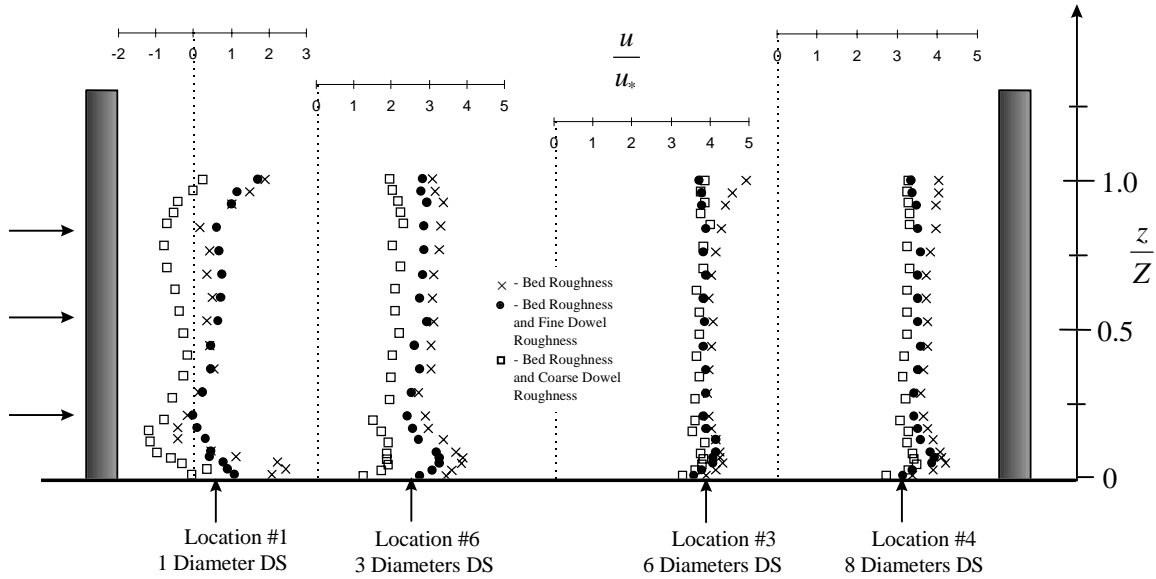 -2 -1 0 1 2 3
0 1 2 3 4 5
u
u*
0 1 2 3 4 5
0 1 2 3 4 5
1.0
z
Z
0.5
0
× - Bed Roughness
● - Bed Roughness
and Fine Dowel
Roughness
□ - Bed Roughness
and Coarse Dowel
Roughness
Location #1
1 Diameter DS
Location #6
3 Diameters DS
Location #3
6 Diameters DS
Location #4
8 Diameters DS